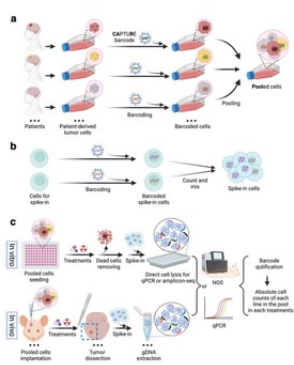 a
CAPTURE
barcode
Pooled cells
Pooling
Patients
Patient-derived
tumor cells
Barcoding
Barcoded cells
b
Cells for
spike-in
Barcoding
Barcoded
spike-in cells
Count for
and mix
Spike-in cells
c
In vitro
Pooled cells
seeding
Treatments
Dead cells
removing
Spike-in
Direct cell lysis for
qPCR or amplicon-seq
or
NGS
qPCR
Barcode
qutification
Absolute
cell counts of each
line in the pool
in each treatments
In vivo
Pooled cells
implantation
Treatments
Tumor
dissection
Spike-in
gDNA
extraction